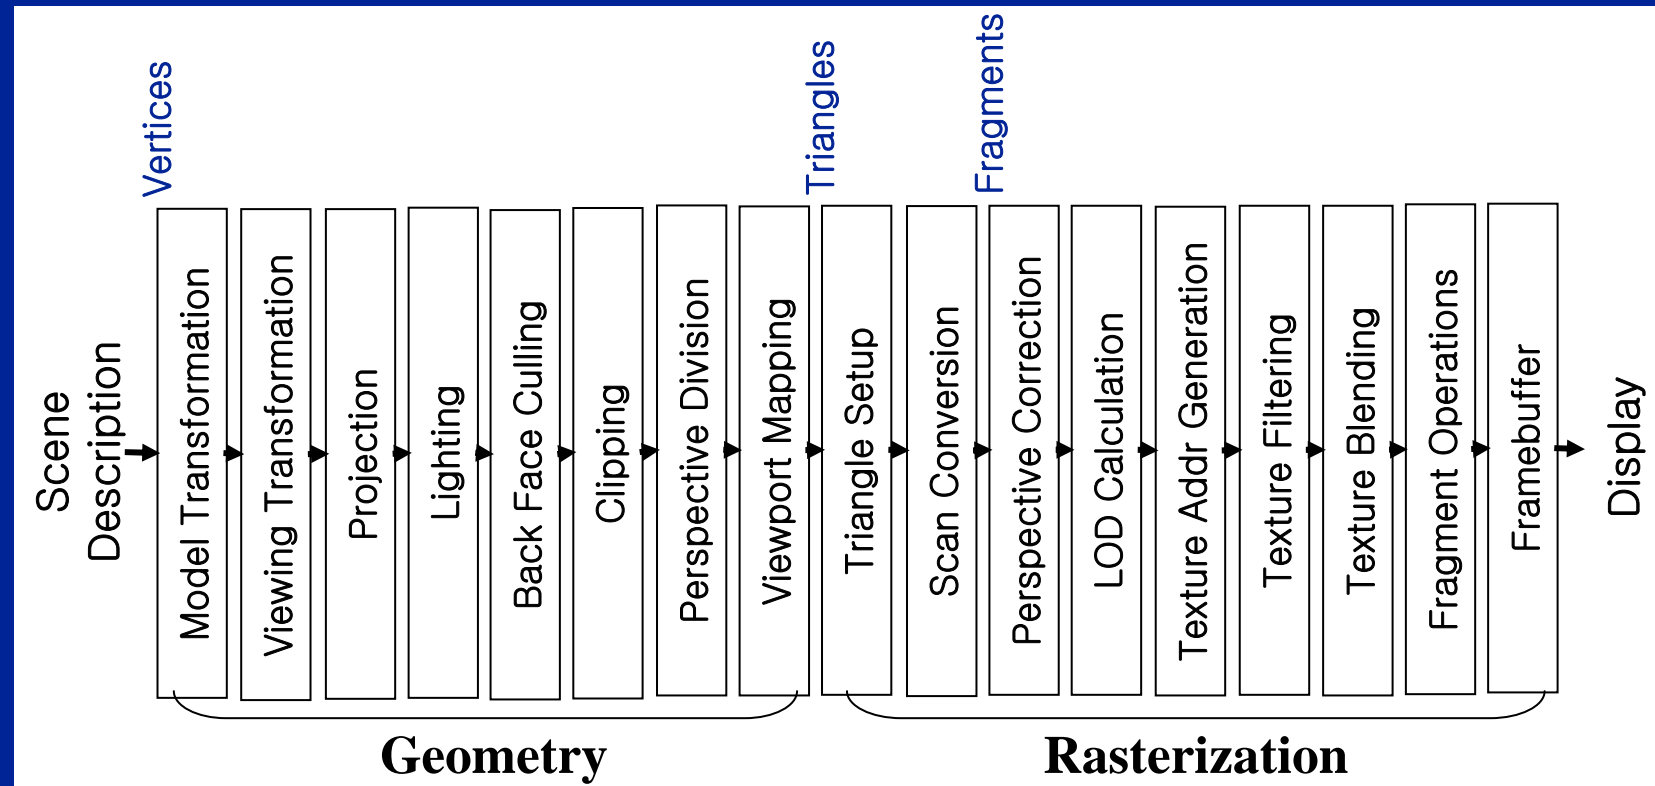 Vertices
Triangles
Fragments
Scene
Description
Model Transformation
Viewing Transformation
Projection
Lighting
Back Face Culling
Clipping
Perspective Division
Viewport Mapping
Triangle Setup
Scan Conversion
Perspective Correction
LOD Calculation
Texture Addr Generation
Texture Filtering
Texture Blending
Fragment Operations
Framebuffer
Display
Geometry
Rasterization